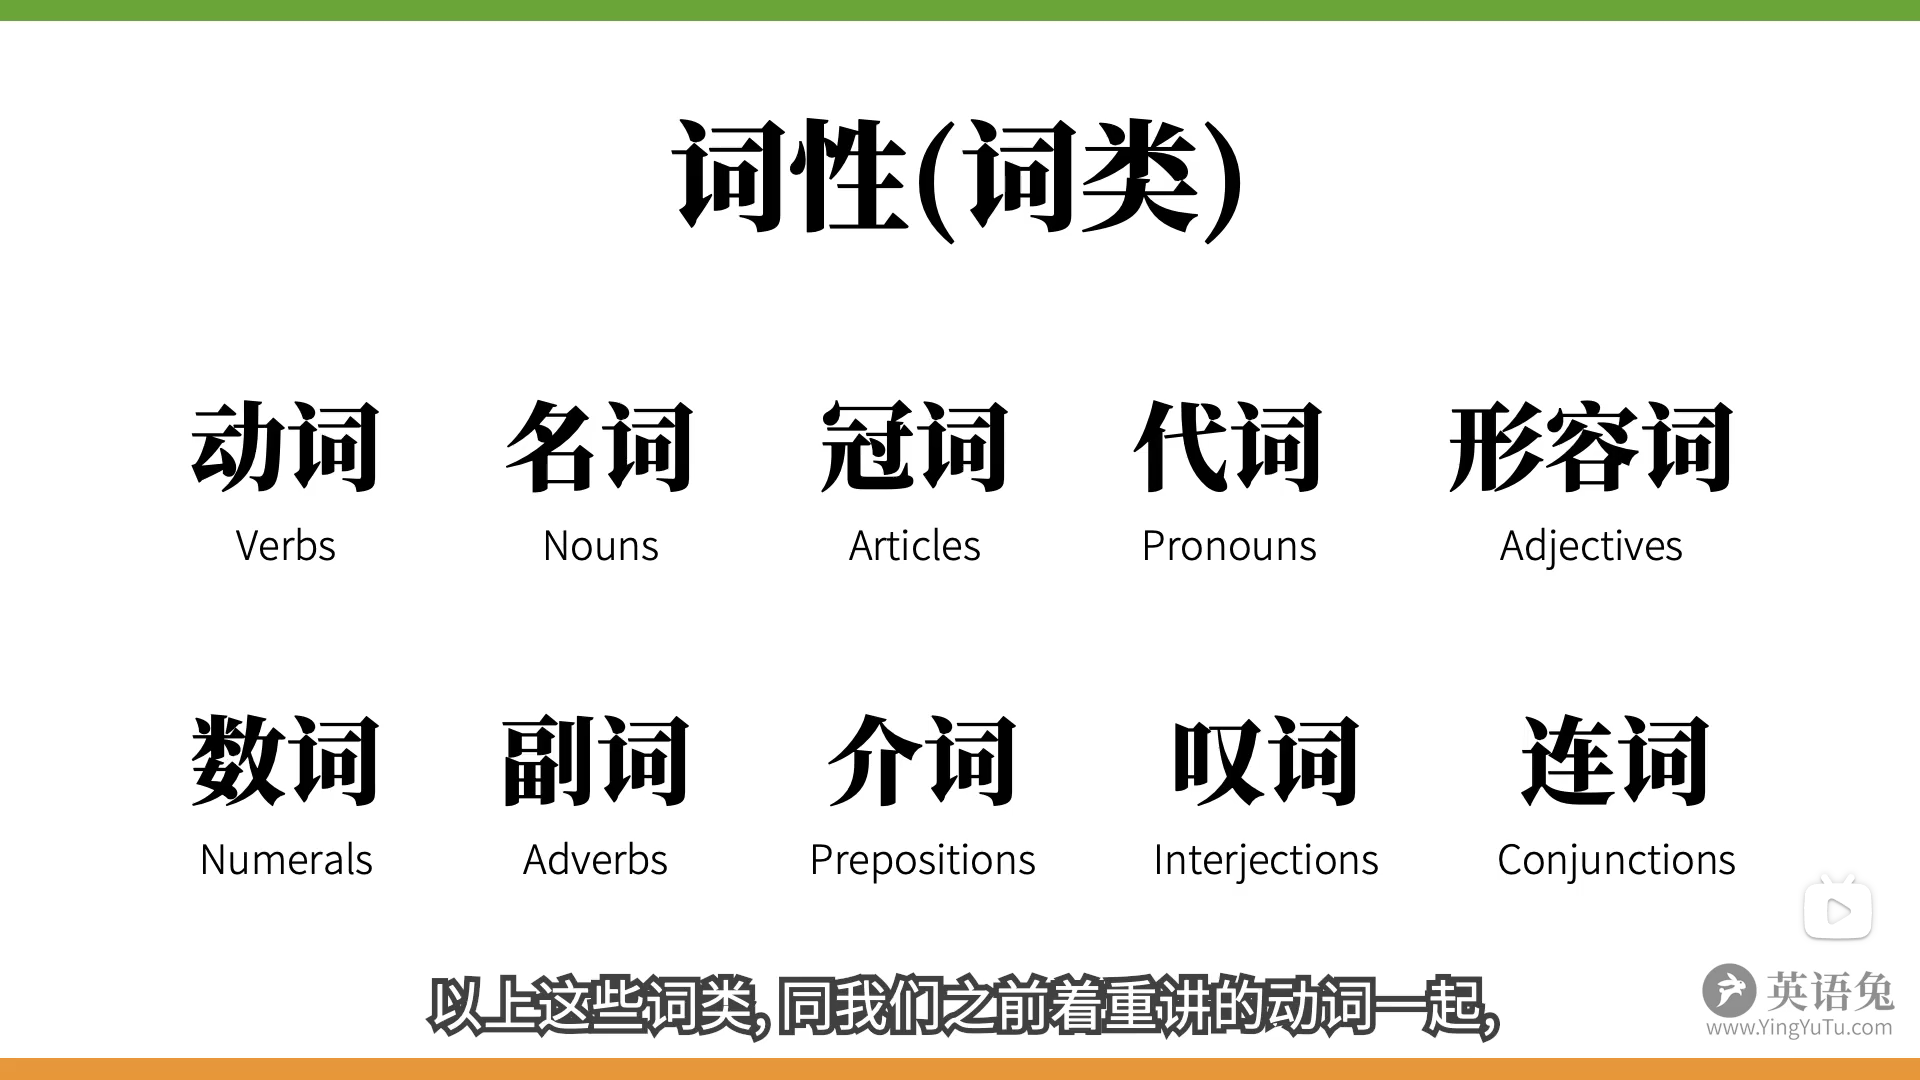 词性(词类)
动词 名词 冠词 代词 形容词
Verbs Nouns Articles Pronouns Adjectives
数词 副词 介词 叹词 连词
Numerals Adverbs Prepositions Interjections Conjunctions
以上这些词类, 同我们之前着重讲的动词一起,
英语兔
www.YingYuTu.com